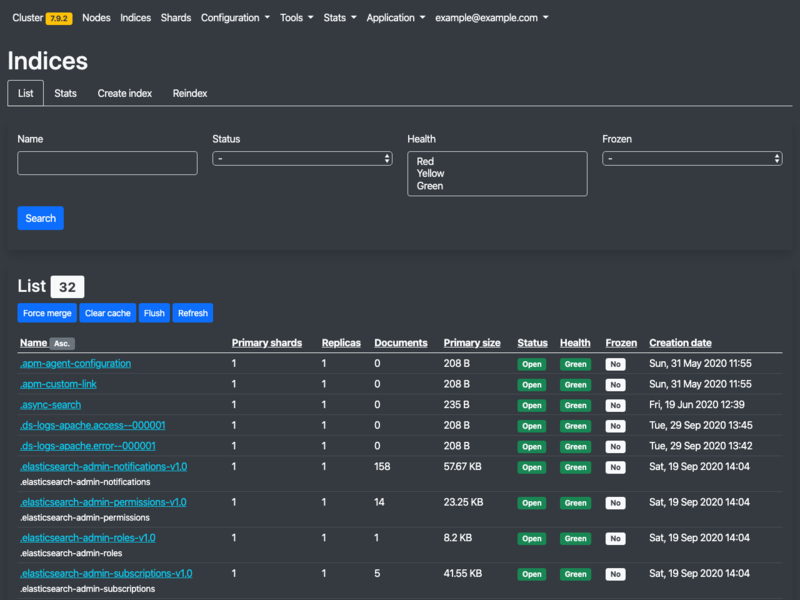 Cluster 7.9.2 Nodes Indices Shards Configuration Tools Stats Application example@example.com
Indices
List Stats Create index Reindex
Name Status Health Frozen
- Red -
Yellow
Green
Search
List 32
Force merge Clear cache Flush Refresh
Name Asc. Primary shards Replicas Documents Primary size Status Health Frozen Creation date
.apm-agent-configuration 1 1 0 208 B Open Green No Sun, 31 May 2020 11:55
.apm-custom-link 1 1 0 208 B Open Green No Sun, 31 May 2020 11:55
.async-search 1 1 0 235 B Open Green No Fri, 19 Jun 2020 12:39
.ds-logs-apache.access--000001 1 1 0 208 B Open Green No Tue, 29 Sep 2020 13:45
.ds-logs-apache.error--000001 1 1 0 208 B Open Green No Tue, 29 Sep 2020 13:42
.elasticsearch-admin-notifications-v1.0 1 1 158 57.67 KB Open Green No Sat, 19 Sep 2020 14:04
.elasticsearch-admin-notifications
.elasticsearch-admin-permissions-v1.0 1 1 14 23.25 KB Open Green No Sat, 19 Sep 2020 14:04
.elasticsearch-admin-permissions
.elasticsearch-admin-roles-v1.0 1 1 1 8.2 KB Open Green No Sat, 19 Sep 2020 14:04
.elasticsearch-admin-roles
.elasticsearch-admin-subscriptions-v1.0 1 1 5 41.55 KB Open Green No Sat, 19 Sep 2020 14:04
.elasticsearch-admin-subscriptions